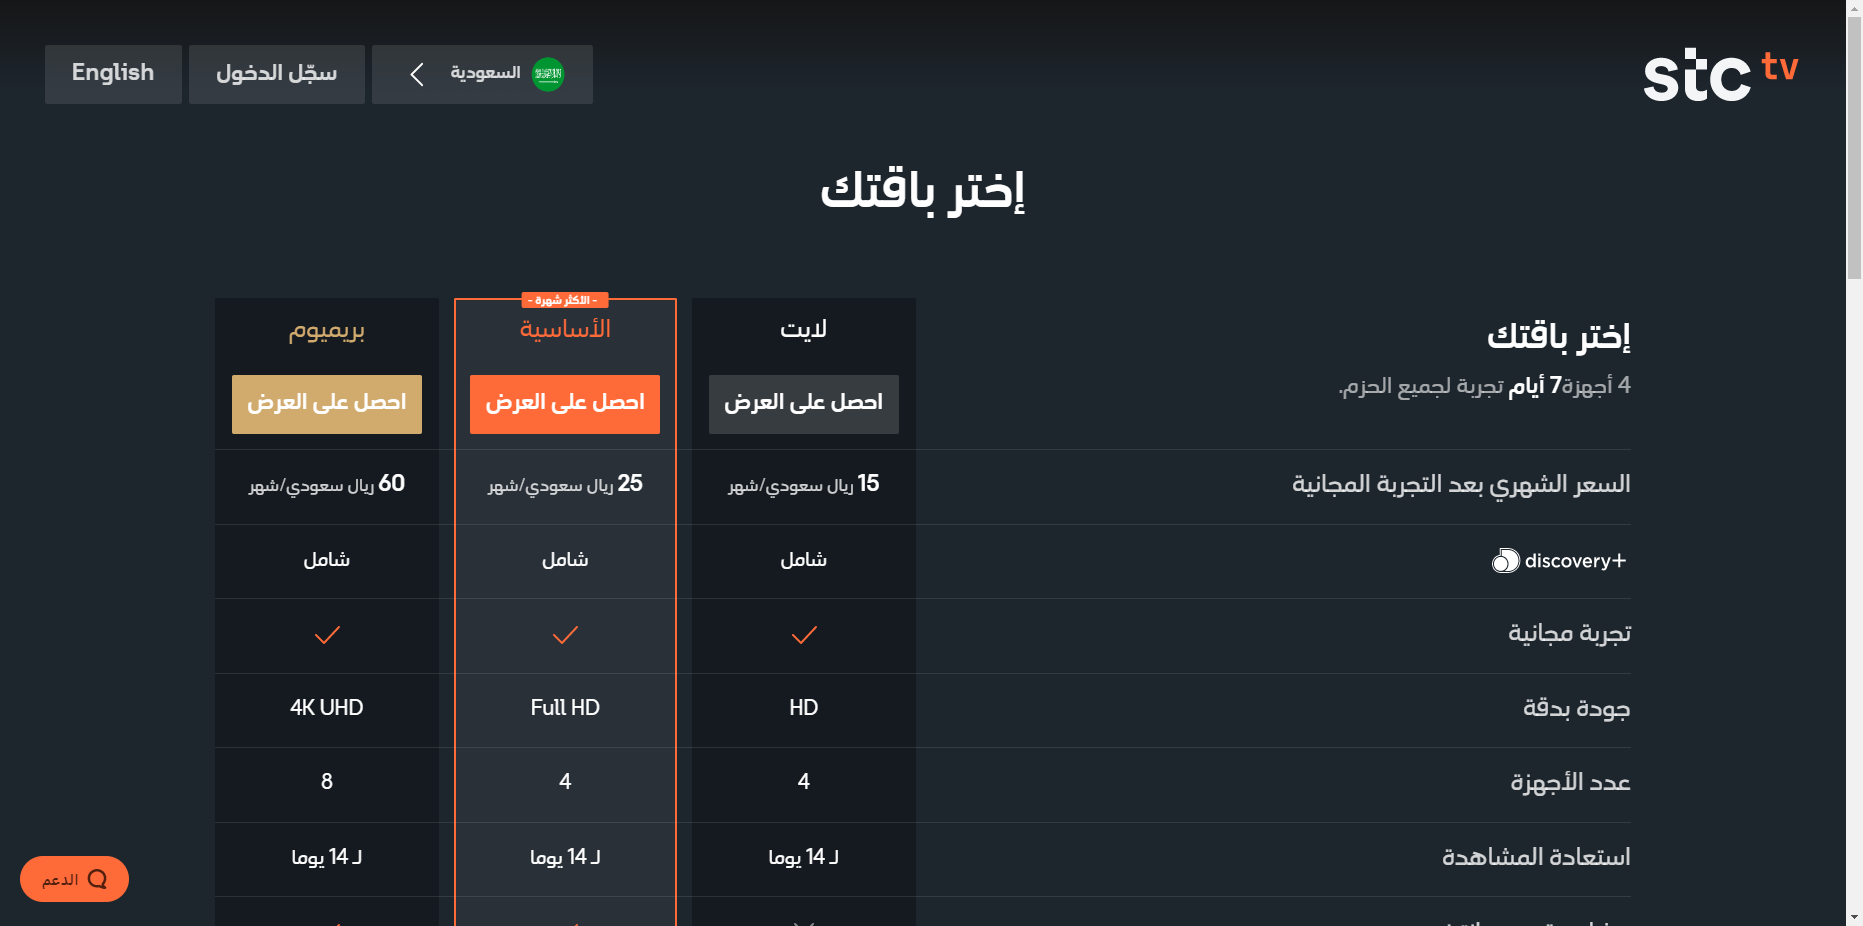 stc tv
السعودية
سجّل الدخول
English
إختر باقتك
إختر باقتك
4 أجهزة7 أيام تجربة لجميع الحزم.
لايت
احصل على العرض
- الأكثر شهرة -
الأساسية
احصل على العرض
بريميوم
احصل على العرض
السعر الشهري بعد التجربة المجانية
15 ريال سعودي/شهر
25 ريال سعودي/شهر
60 ريال سعودي/شهر
discovery+
شامل
شامل
شامل
تجربة مجانية
جودة بدقة
HD
Full HD
4K UHD
عدد الأجهزة
4
4
8
استعادة المشاهدة
لـ 14 يوما
لـ 14 يوما
لـ 14 يوما
الدعم